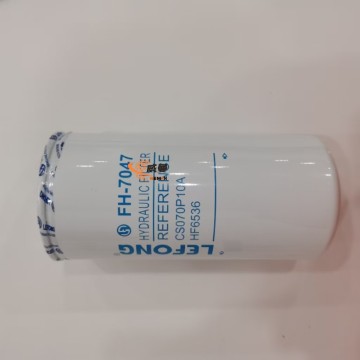 FH-7047
HYDRAULIC FILTER
REFERENCE
CS070P10A
HF6536
LEFONG